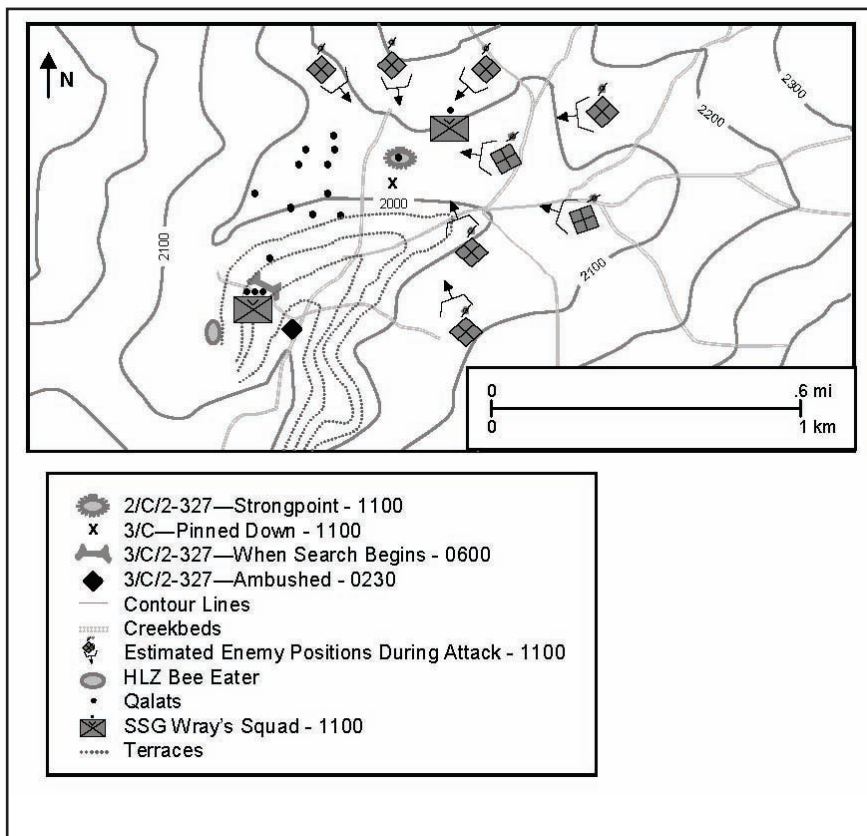 N
2300
2200
2000
2100
2100
0 .6 mi
0 1 km
2/C/2-327—Strongpoint - 1100
x 3/C—Pinned Down - 1100
3/C/2-327—When Search Begins - 0600
3/C/2-327—Ambushed - 0230
Contour Lines
Creekbeds
Estimated Enemy Positions During Attack - 1100
HLZ Bee Eater
Qalats
SSG Wray's Squad - 1100
Terraces